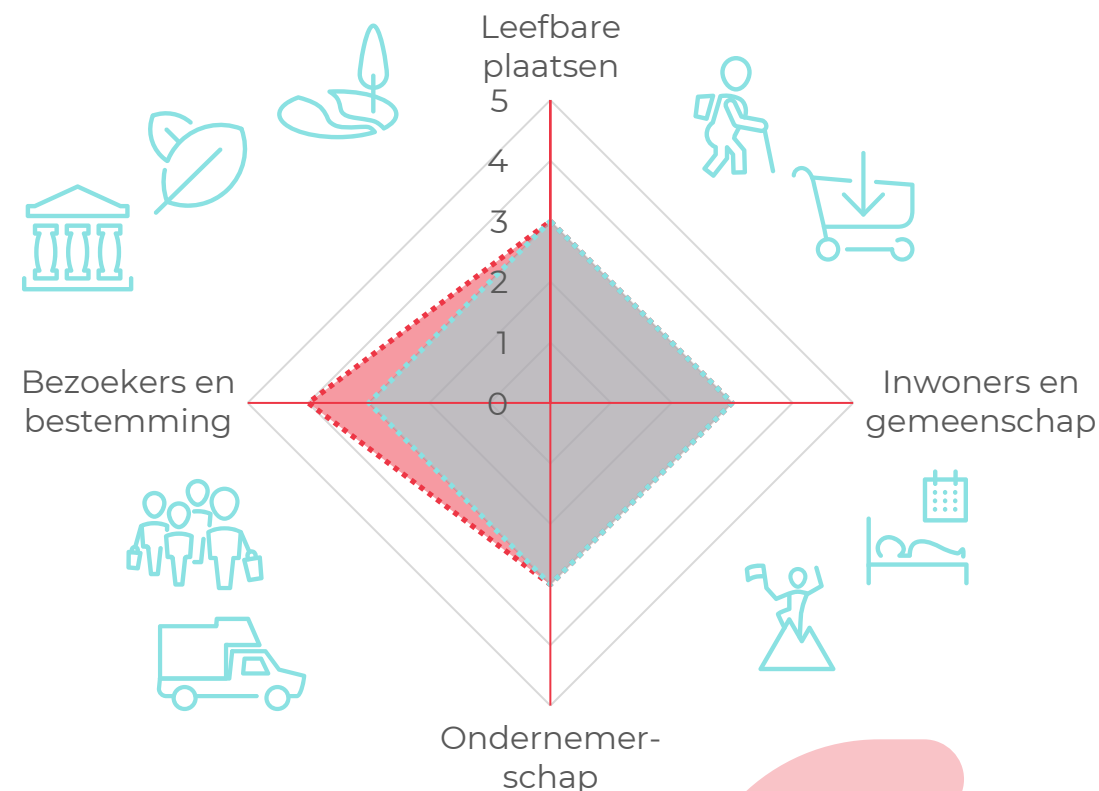 Leefbare
plaatsen
5
4
3
2
1
0
Bezoekers en
bestemming
Inwoners en
gemeenschap
Ondernemer-
schap